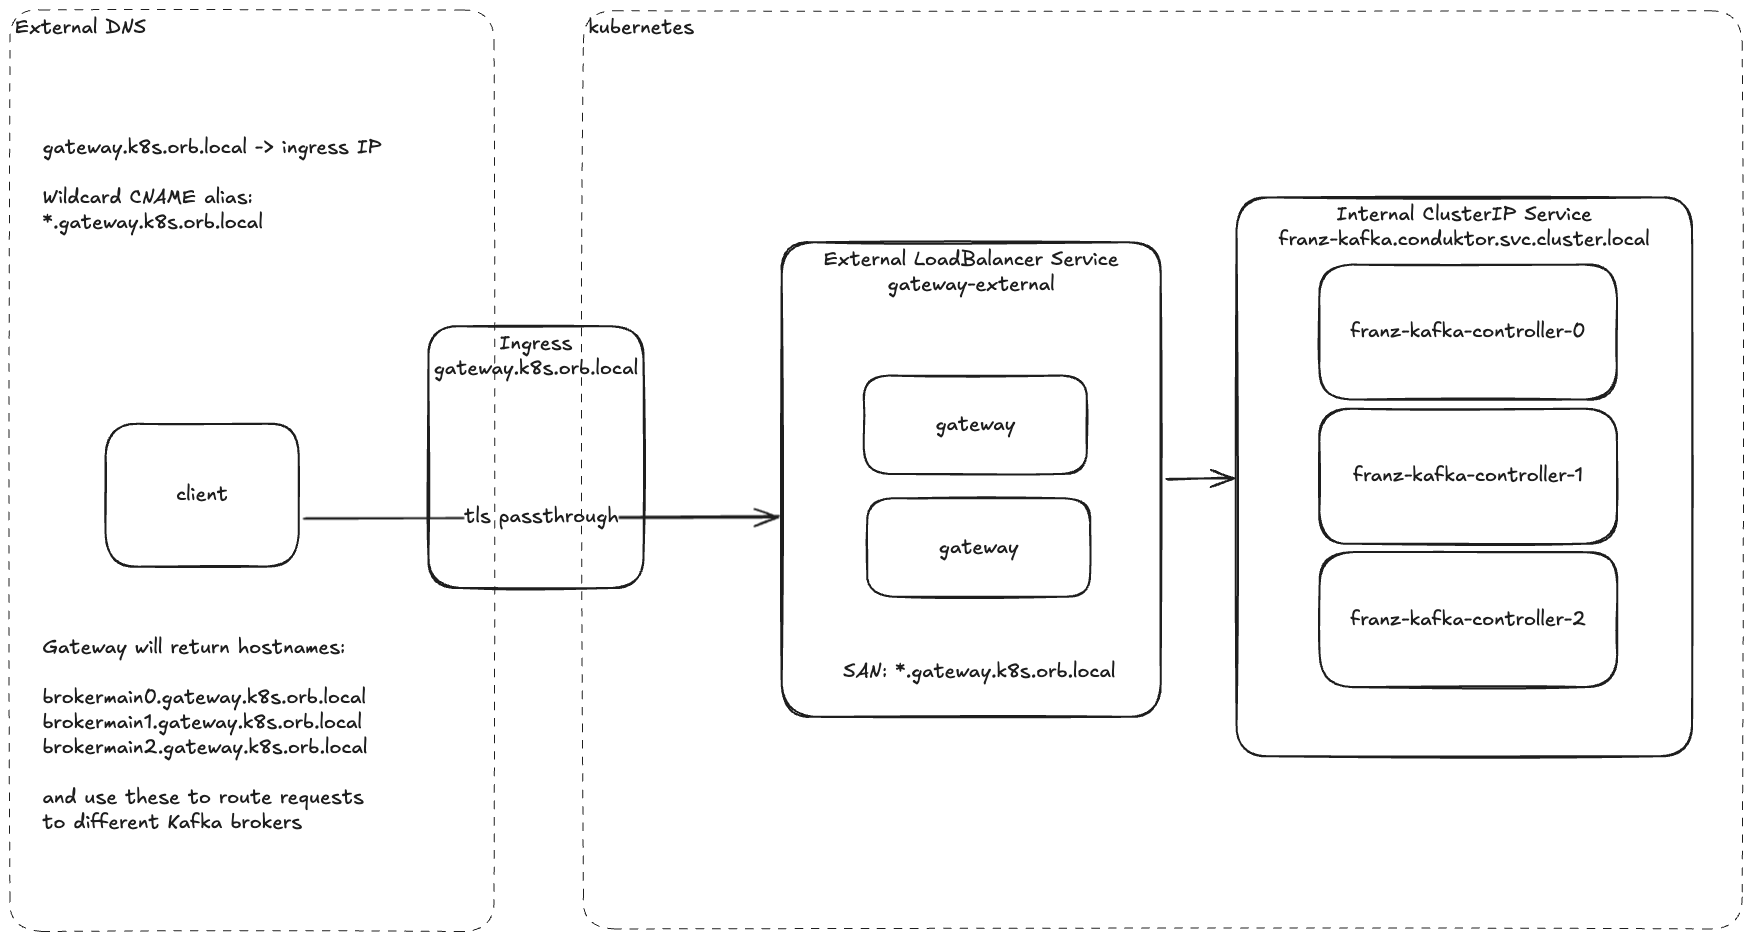 External DNS
gateway.k8s.orb.local -> ingress IP
Wildcard CNAME alias:
*.gateway.k8s.orb.local
client
Gateway will return hostnames:
brokermain0.gateway.k8s.orb.local
brokermain1.gateway.k8s.orb.local
brokermain2.gateway.k8s.orb.local
and use these to route requests
to different Kafka brokers
Ingress
gateway.k8s.orb.local
tls passthrough
kubernetes
External LoadBalancer Service
gateway-external
gateway
gateway
SAN: *.gateway.k8s.orb.local
Internal ClusterIP Service
franz-kafka.conduktor.svc.cluster.local
franz-kafka-controller-0
franz-kafka-controller-1
franz-kafka-controller-2